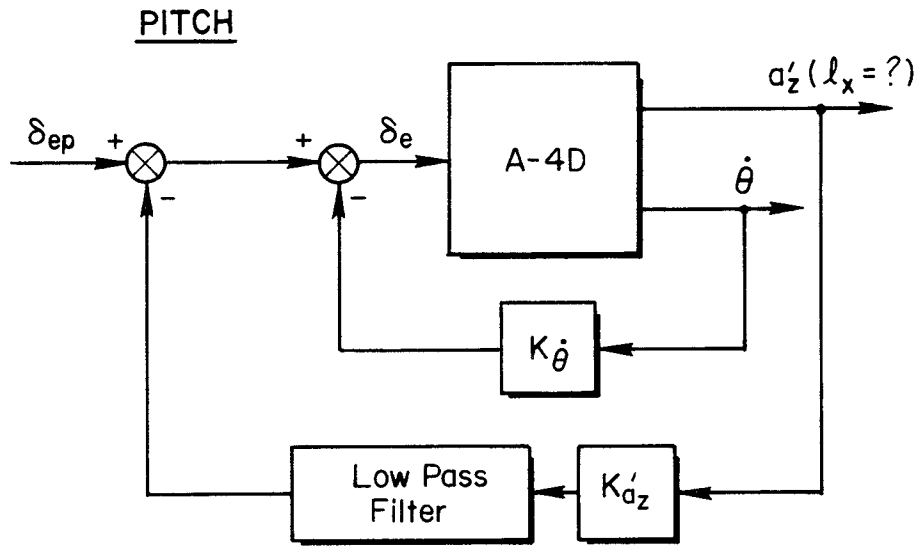 PITCH
a′z (ℓx = ?)
δep
+
+
δe
A-4D
θ̇
-
-
Kθ̇
Low Pass
Filter
Ka′z